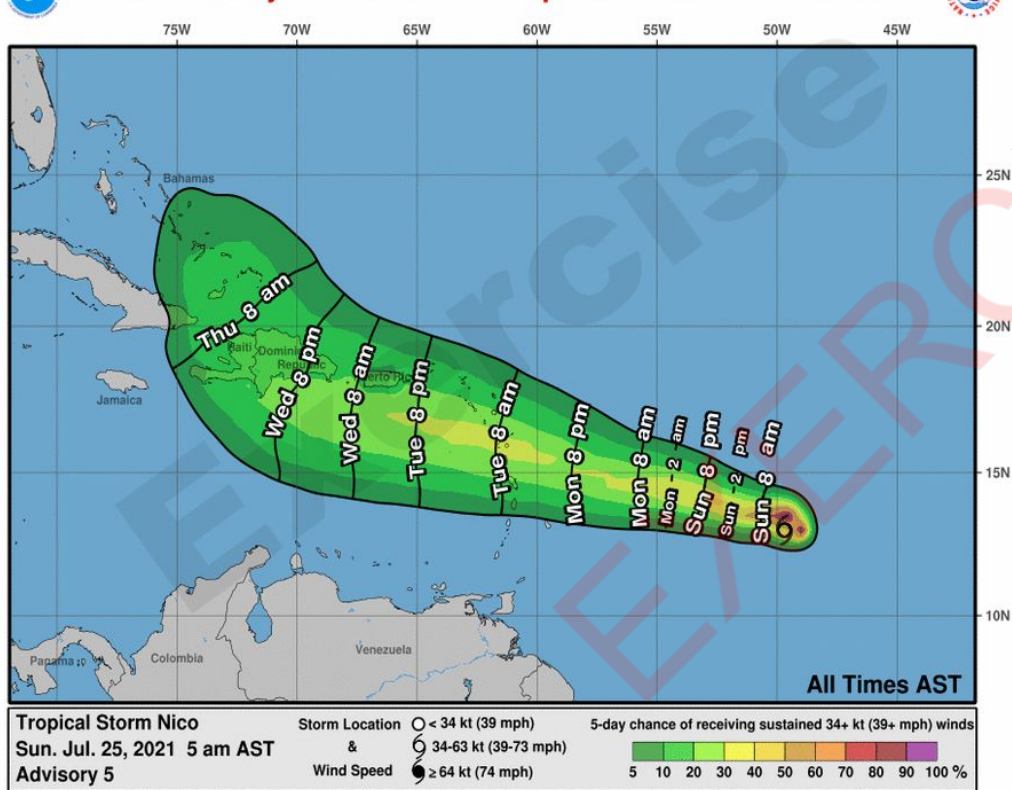 75W 70W 65W 60W 55W 50W 45W
Exercise
EXERC
Bahamas
25N
20N
15N
10N
Thu 8 am
Wed 8 pm
Wed 8 am
Tue 8 pm
Tue 8 am
Mon 8 pm
Mon 8 am
Mon - 2 - am
Sun 8 pm
Sun - 2 pm
Sun 8 am
Haiti
Jamaica
Panama
Colombia
Venezuela
All Times AST
Tropical Storm Nico
Sun. Jul. 25, 2021 5 am AST
Advisory 5
Storm Location
&
Wind Speed
< 34 kt (39 mph)
34-63 kt (39-73 mph)
≥ 64 kt (74 mph)
5-day chance of receiving sustained 34+ kt (39+ mph) winds
5 10 20 30 40 50 60 70 80 90 100 %